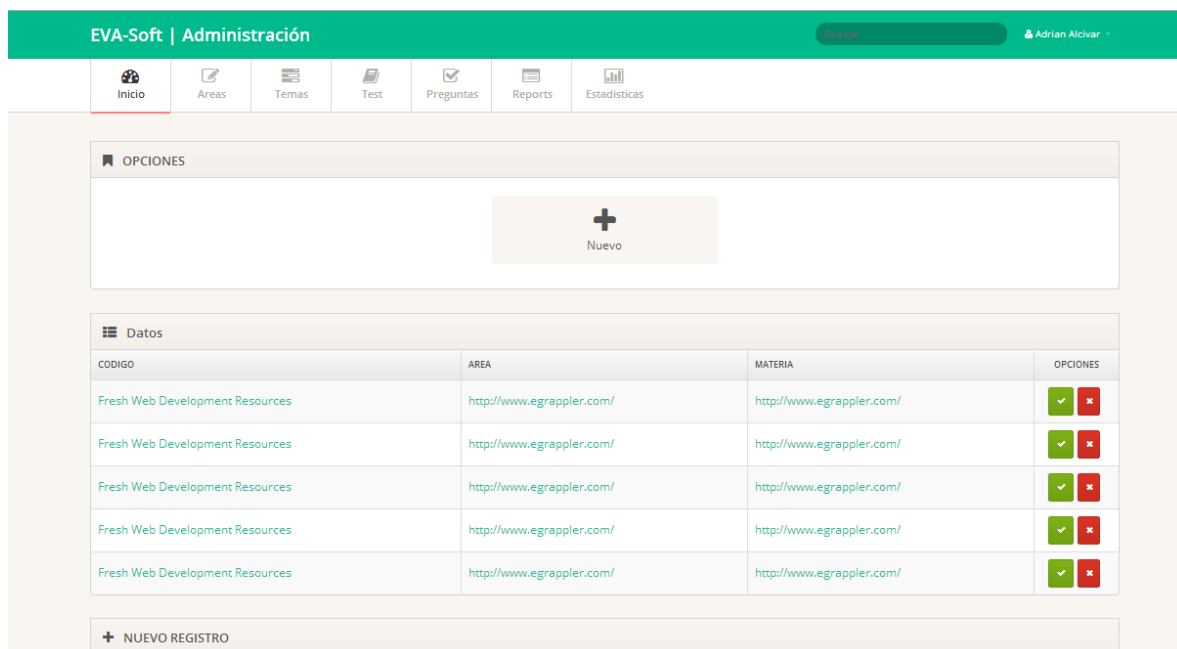 EVA-Soft | Administración
Buscar
Adrian Alcivar
Inicio
Areas
Temas
Test
Preguntas
Reports
Estadisticas
OPCIONES
Nuevo
Datos
CODIGO AREA MATERIA OPCIONES
Fresh Web Development Resources http://www.egrappler.com/ http://www.egrappler.com/
Fresh Web Development Resources http://www.egrappler.com/ http://www.egrappler.com/
Fresh Web Development Resources http://www.egrappler.com/ http://www.egrappler.com/
Fresh Web Development Resources http://www.egrappler.com/ http://www.egrappler.com/
Fresh Web Development Resources http://www.egrappler.com/ http://www.egrappler.com/
NUEVO REGISTRO